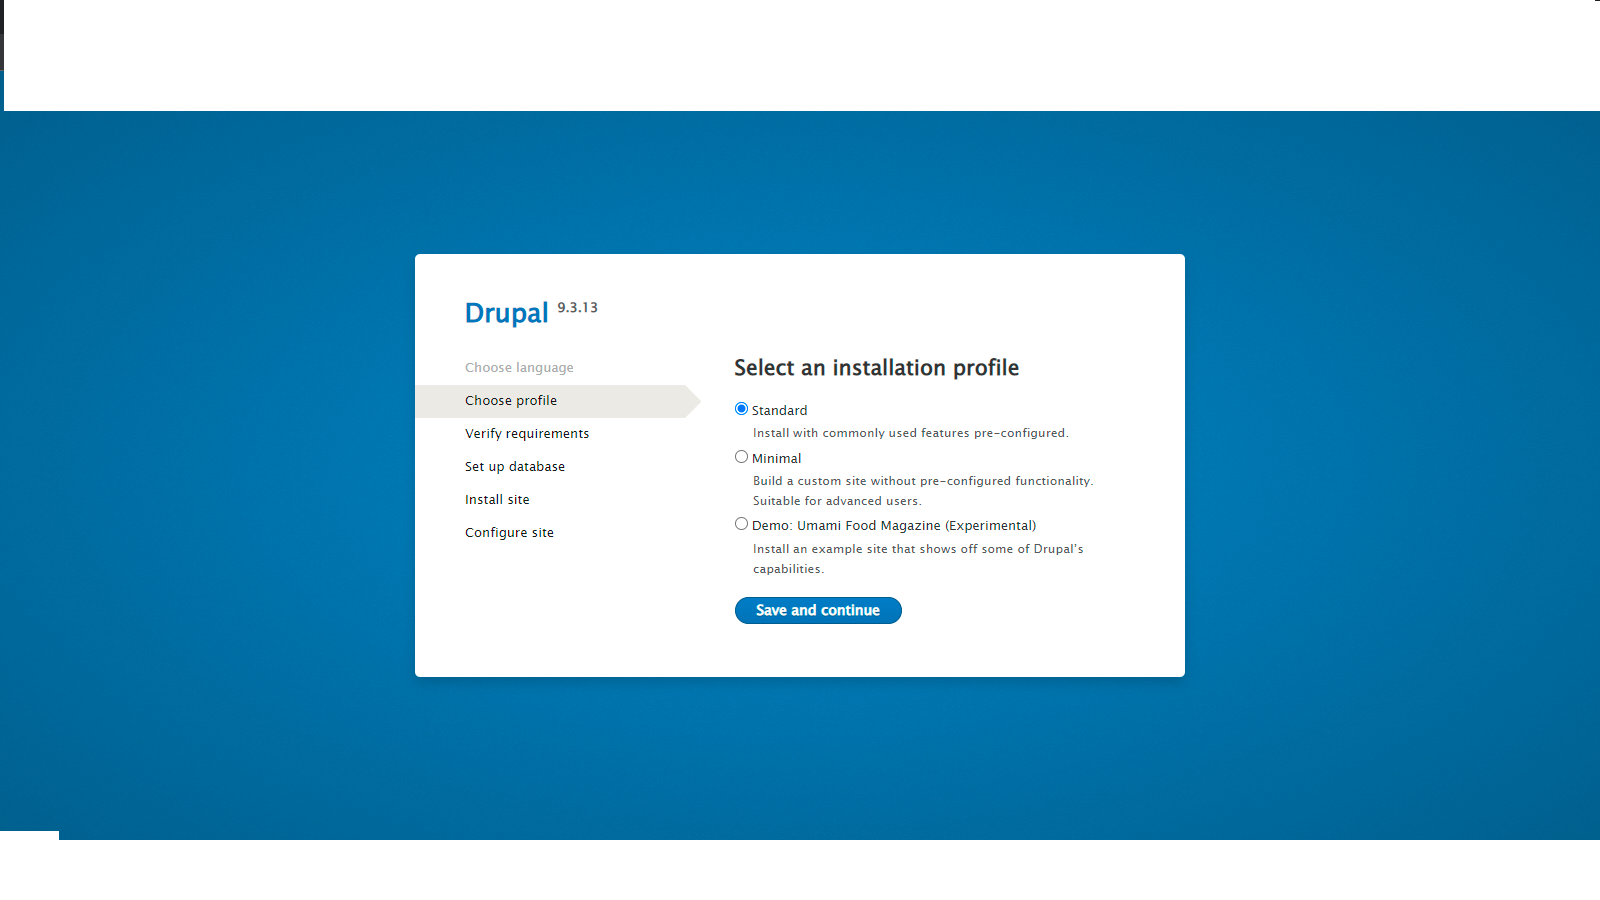 Drupal 9.3.13
Choose language
Choose profile
Verify requirements
Set up database
Install site
Configure site
Select an installation profile
Standard
Install with commonly used features pre-configured.
Minimal
Build a custom site without pre-configured functionality.
Suitable for advanced users.
Demo: Umami Food Magazine (Experimental)
Install an example site that shows off some of Drupal's
capabilities.
Save and continue